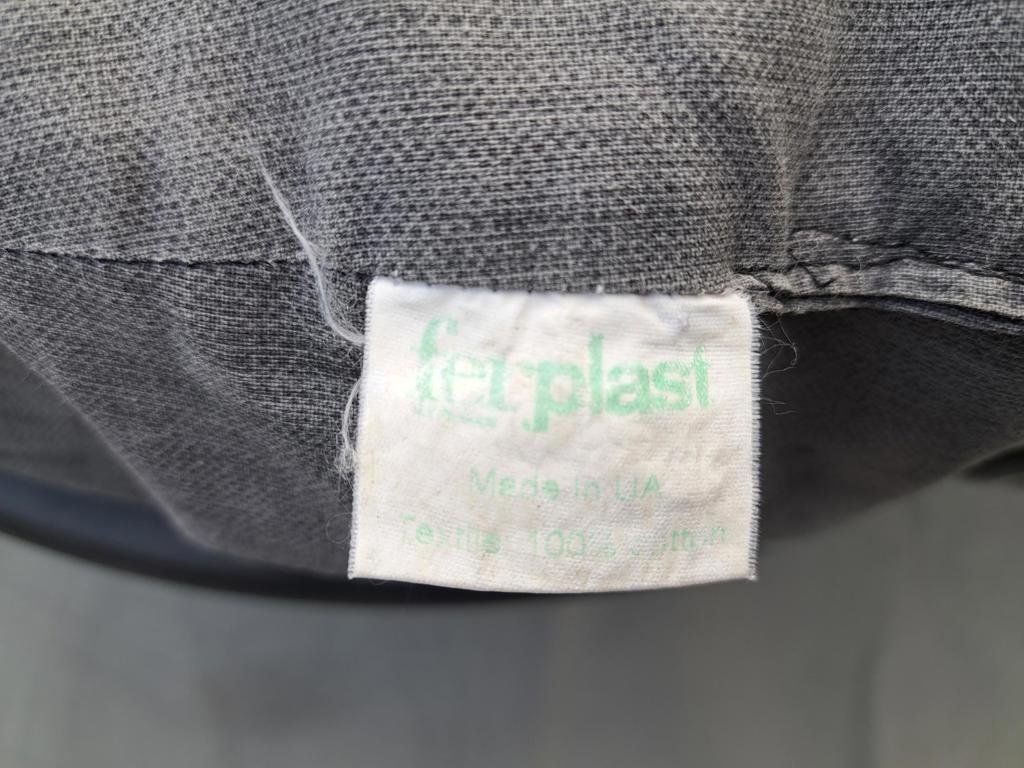 ferplast
Made in UA
Textile 100% cotton